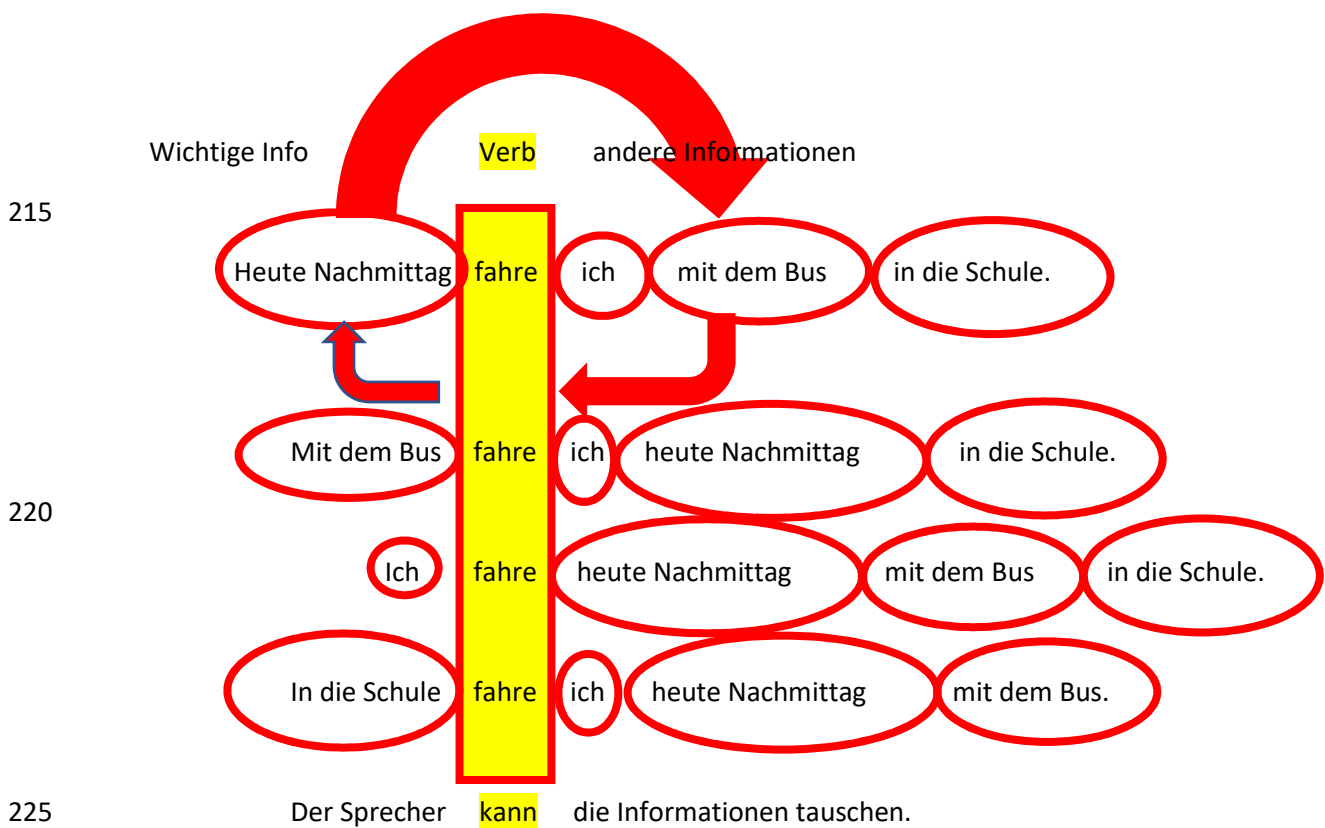 Wichtige Info Verb andere Informationen
215
Heute Nachmittag fahre ich mit dem Bus in die Schule.
Mit dem Bus fahre ich heute Nachmittag in die Schule.
220
Ich fahre heute Nachmittag mit dem Bus in die Schule.
In die Schule fahre ich heute Nachmittag mit dem Bus.
225 Der Sprecher kann die Informationen tauschen.